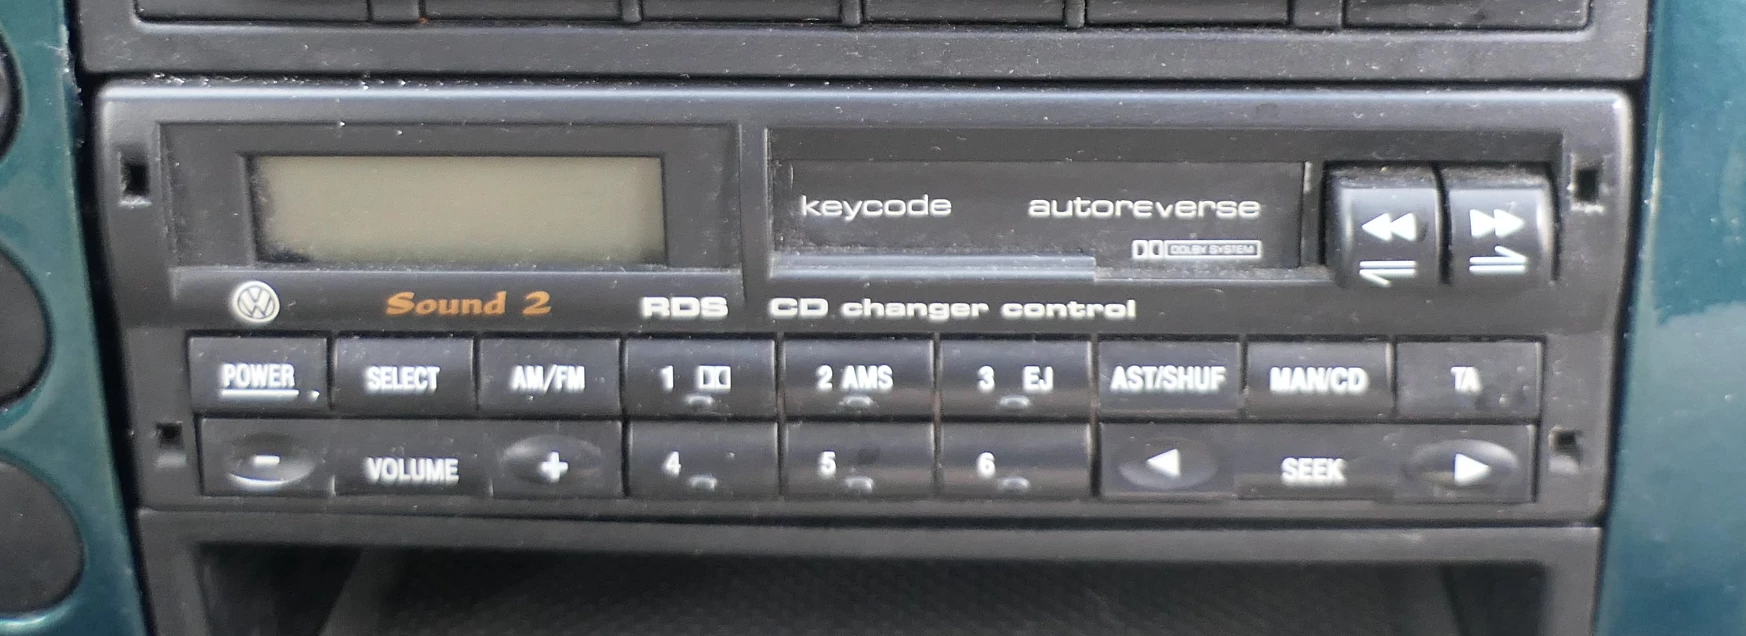 keycode autoreverse
DOLBY SYSTEM
VW Sound 2 RDS CD changer control
POWER SELECT AM/FM 1 2 AMS 3 EJ AST/SHUF MAN/CD TA
- VOLUME + 4 5 6 SEEK